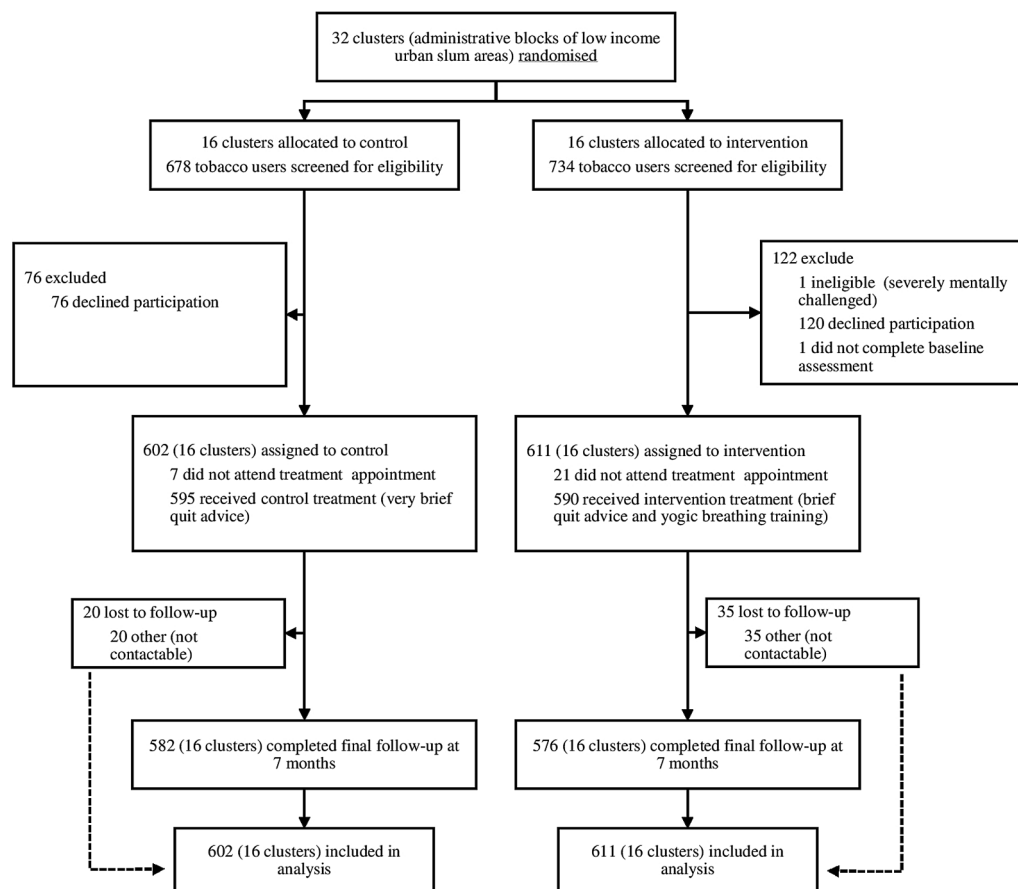 32 clusters (administrative blocks of low income
urban slum areas) randomised
16 clusters allocated to control
678 tobacco users screened for eligibility
16 clusters allocated to intervention
734 tobacco users screened for eligibility
76 excluded
76 declined participation
122 exclude
1 ineligible (severely mentally
challenged)
120 declined participation
1 did not complete baseline
assessment
602 (16 clusters) assigned to control
7 did not attend treatment appointment
595 received control treatment (very brief
quit advice)
611 (16 clusters) assigned to intervention
21 did not attend treatment appointment
590 received intervention treatment (brief
quit advice and yogic breathing training)
20 lost to follow-up
20 other (not
contactable)
35 lost to follow-up
35 other (not
contactable)
582 (16 clusters) completed final follow-up at
7 months
576 (16 clusters) completed final follow-up at
7 months
602 (16 clusters) included in
analysis
611 (16 clusters) included in
analysis